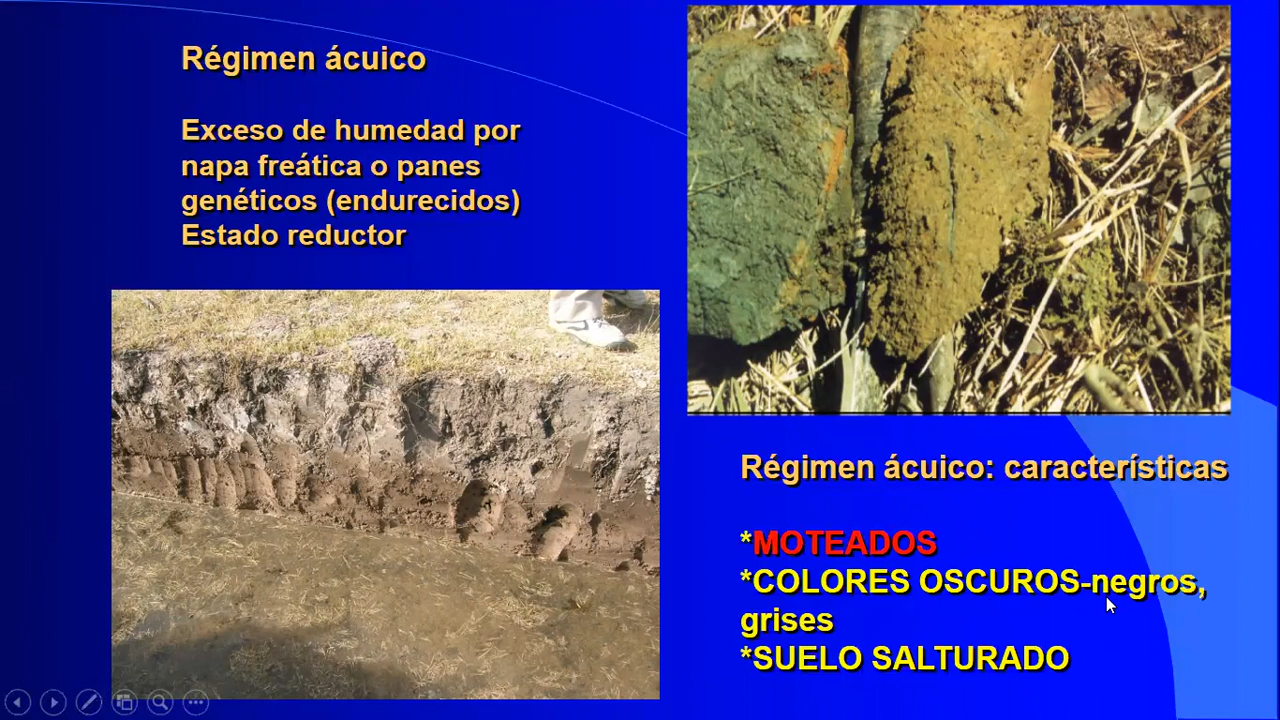 Régimen ácuico
Exceso de humedad por
napa freática o panes
genéticos (endurecidos)
Estado reductor
Régimen ácuico: características
*MOTEADOS
*COLORES OSCUROS-negros,
grises
*SUELO SALTURADO